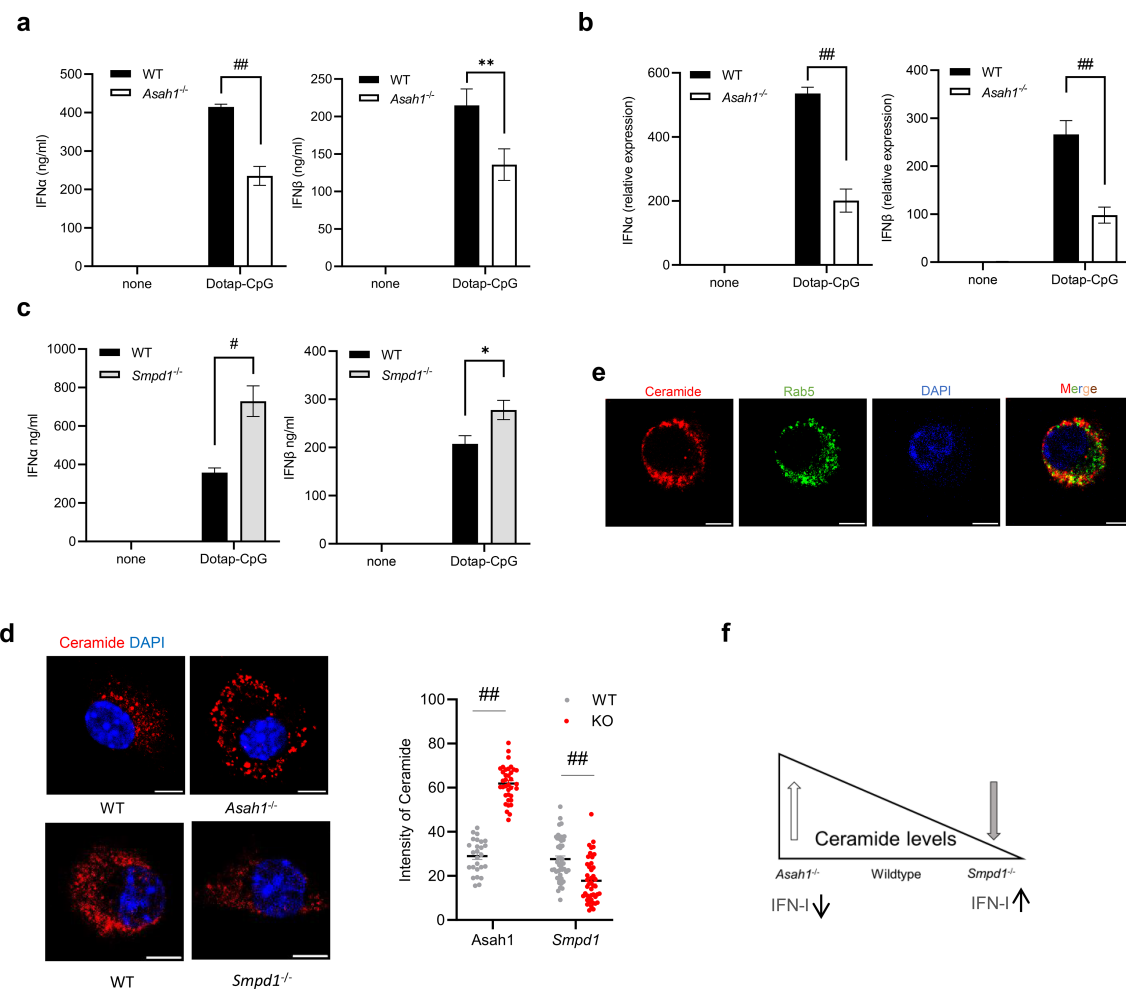 a
500
400
300
200
100
0
IFNα (ng/ml)
WT
Asah1-/-
##
none
Dotap-CpG
250
200
150
100
50
0
IFNβ (ng/ml)
WT
Asah1-/-
**
none
Dotap-CpG
b
600
400
200
0
IFNα (relative expression)
WT
Asah1-/-
##
none
Dotap-CpG
400
300
200
100
0
IFNβ (relative expression)
WT
Asah1-/-
##
none
Dotap-CpG
c
1000
800
600
400
200
0
IFNα ng/ml
WT
Smpd1-/-
#
none
Dotap-CpG
400
300
200
100
0
IFNβ ng/ml
WT
Smpd1-/-
*
none
Dotap-CpG
e
Ceramide
Rab5
DAPI
Merge
d
Ceramide DAPI
WT
Asah1-/-
WT
Smpd1-/-
100
80
60
40
20
0
Intensity of Ceramide
WT
KO
##
##
Asah1
Smpd1
f
Ceramide levels
Asah1-/-
Wildtype
Smpd1-/-
IFN-I↓
IFN-I↑